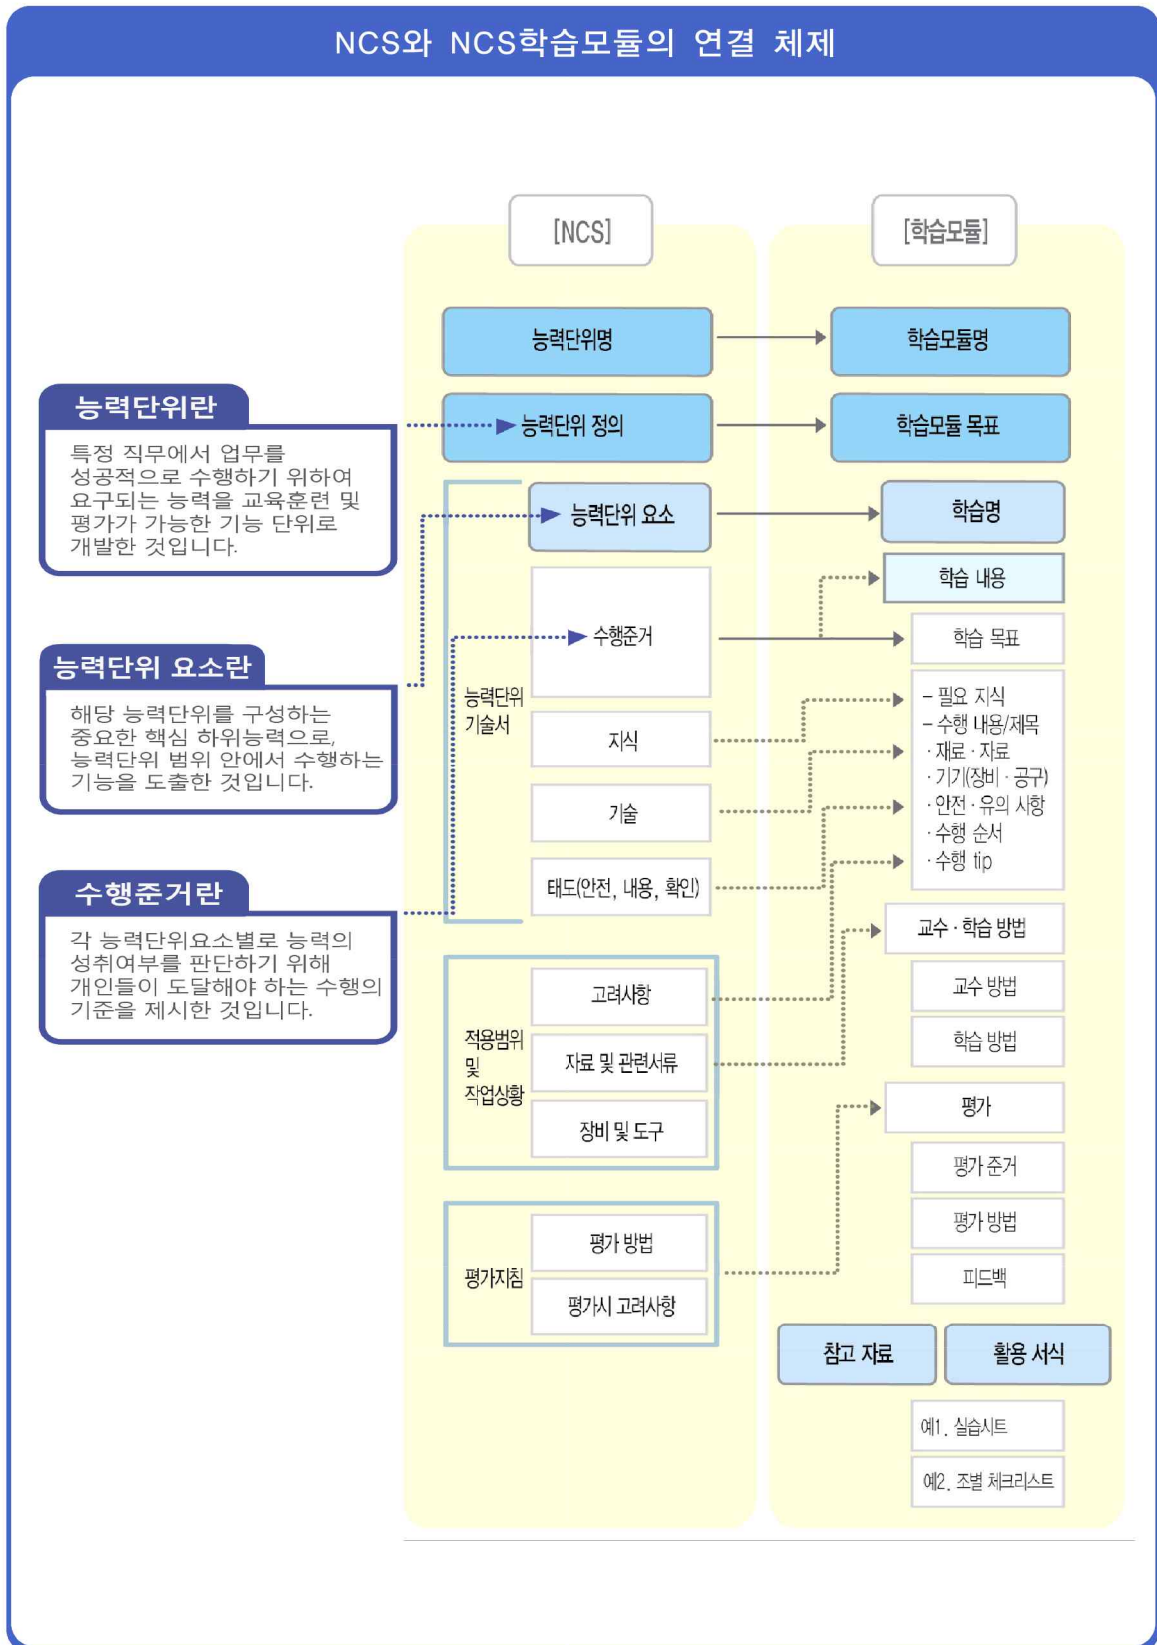 NCS와 NCS학습모듈의 연결 체제
[NCS]
[학습모듈]
능력단위명
학습모듈명
능력단위란
특정 직무에서 업무를
성공적으로 수행하기 위하여
요구되는 능력을 교육훈련 및
평가가 가능한 기능 단위로
개발한 것입니다.
능력단위 정의
학습모듈 목표
능력단위 요소
학습명
학습 내용
수행준거
학습 목표
능력단위 요소란
해당 능력단위를 구성하는
중요한 핵심 하위능력으로,
능력단위 범위 안에서 수행하는
기능을 도출한 것입니다.
능력단위
기술서
지식
기술
태드(안전, 내용, 확인)
– 필요 지식
– 수행 내용/제목
· 재료 · 자료
· 기기(장비 · 공구)
· 안전 · 유의 사항
· 수행 순서
· 수행 tip
수행준거란
각 능력단위요소별로 능력의
성취여부를 판단하기 위해
개인들이 도달해야 하는 수행의
기준을 제시한 것입니다.
교수 · 학습 방법
교수 방법
학습 방법
적용범위
및
작업상황
고려사항
자료 및 관련서류
장비 및 도구
평가
평가 준거
평가 방법
피드백
평가지침
평가 방법
평가시 고려사항
참고 자료
활용 서식
예1. 실습시트
예2. 조별 체크리스트